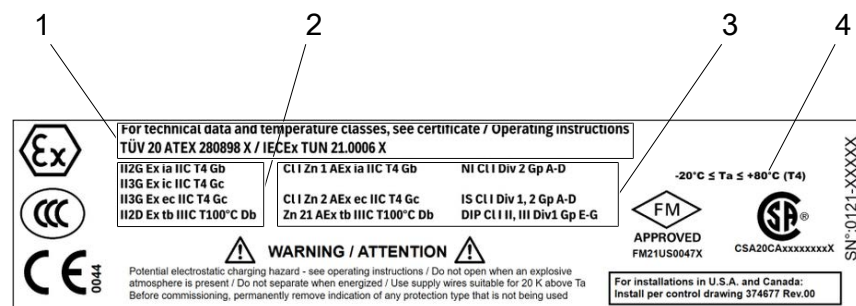 1 2 3 4
For technical data and temperature classes, see certificate / Operating instructions
TÜV 20 ATEX 280898 X / IECEx TUN 21.0006 X
II2G Ex ia IIC T4 Gb
II3G Ex ic IIC T4 Gc
II3G Ex ec IIC T4 Gc
II2D Ex tb IIIC T100°C Db
Cl I Zn 1 AEx ia IIC T4 Gb NI Cl I Div 2 Gp A-D
Cl I Zn 2 AEx ec IIC T4 Gc IS Cl I Div 1, 2 Gp A-D
Zn 21 AEx tb IIIC T100°C Db DIP Cl I II, III Div1 Gp E-G
-20°C ≤ Ta ≤ +80°C (T4)
Ex
CCC
CE 0044
FM
APPROVED
FM21US0047X
SA ®
CSA20CAxxxxxxxxX
SN°:0121-XXXXX
WARNING / ATTENTION
Potential electrostatic charging hazard - see operating instructions / Do not open when an explosive
atmosphere is present / Do not separate when energized / Use supply wires suitable for 20 K above Ta
Before commissioning, permanently remove indication of any protection type that is not being used
For installations in U.S.A. and Canada:
Install per control drawing 374677 Rev.00